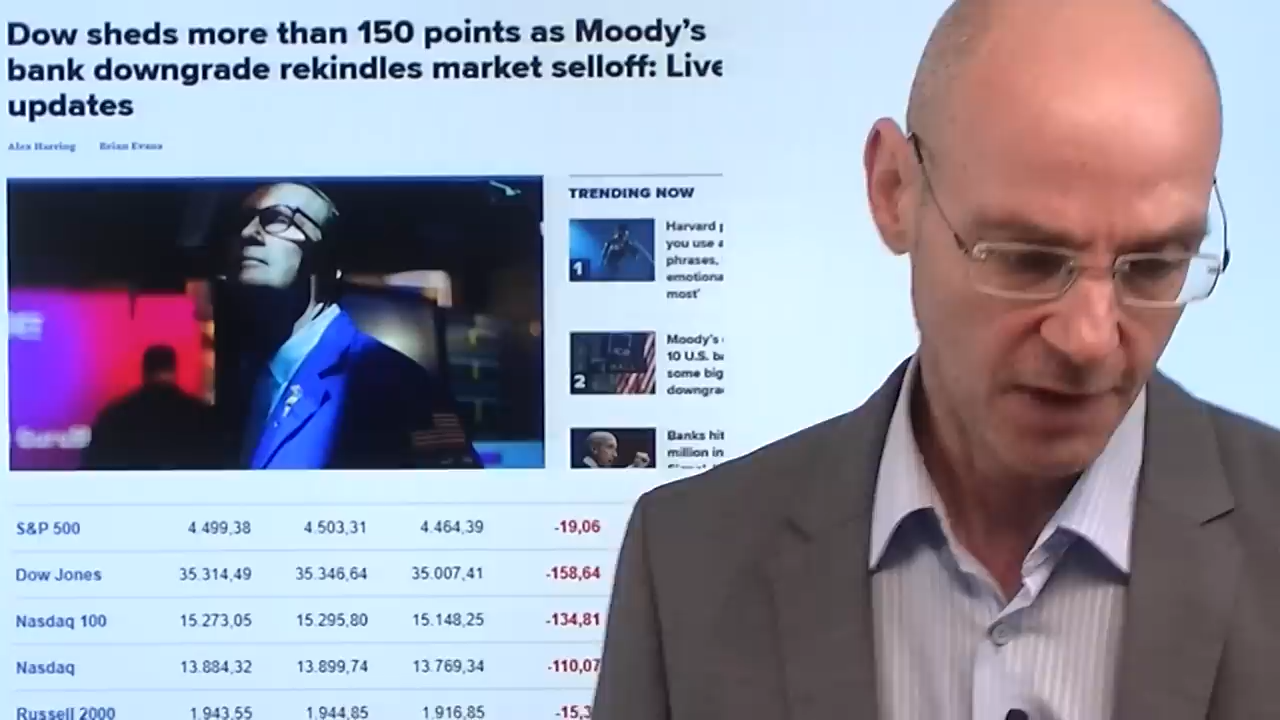 Dow sheds more than 150 points as Moody's
bank downgrade rekindles market selloff: Live
updates
Alex Harring Brian Evans
TRENDING NOW
1
Harvard
you use a
phrases,
emotiona
most'
2
Moody's
10 U.S. ba
some big
downgra
Banks hit
million in
S&P 500 4.499,38 4.503,31 4.464,39 -19,06
Dow Jones 35.314,49 35.346,64 35.007,41 -158,64
Nasdaq 100 15.273,05 15.295,80 15.148,25 -134,81
Nasdaq 13.884,32 13.899,74 13.769,34 -110,07
Russell 2000 1.943,55 1.944,85 1.916,85 -15,3